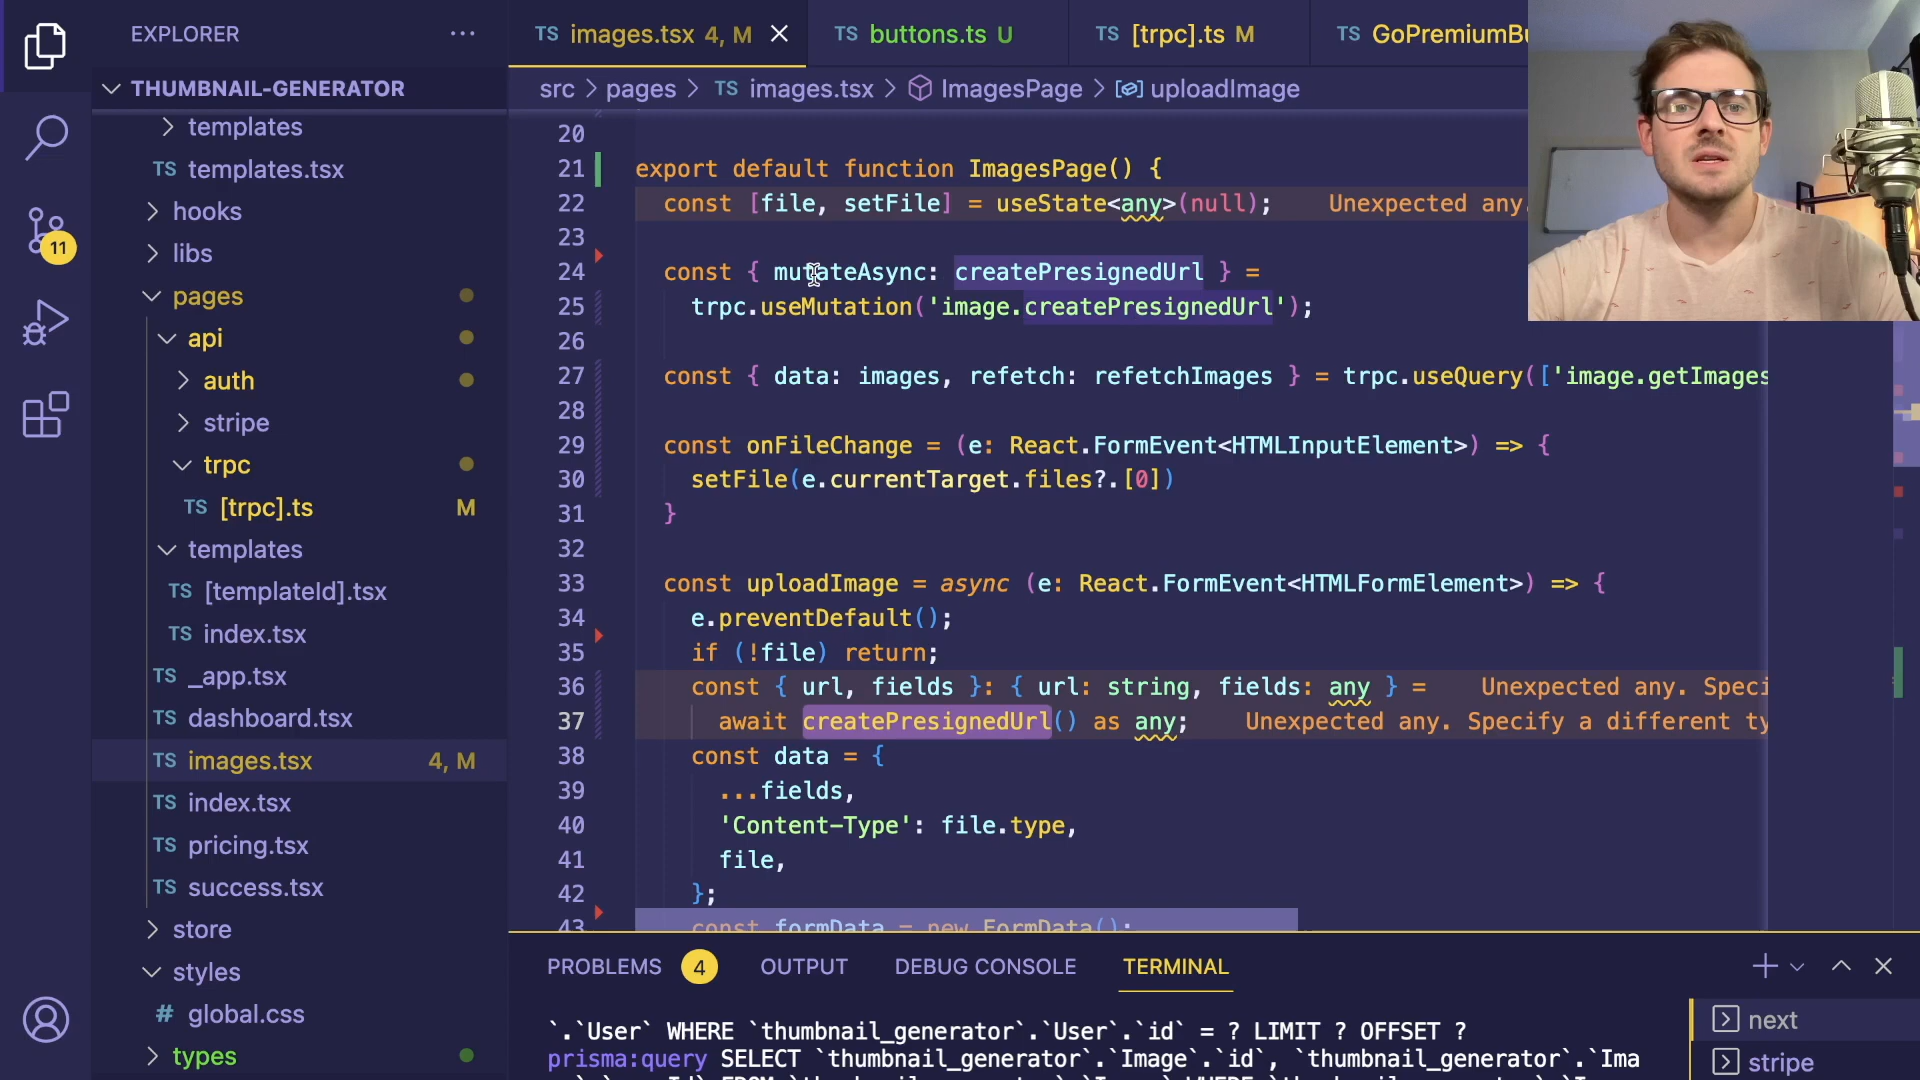 EXPLORER
THUMBNAIL-GENERATOR
templates
TS templates.tsx
hooks
libs
pages
api
auth
stripe
trpc
TS [trpc].ts M
templates
TS [templateId].tsx
TS index.tsx
TS _app.tsx
TS dashboard.tsx
TS images.tsx 4, M
TS index.tsx
TS pricing.tsx
TS success.tsx
store
styles
# global.css
types
11
TS images.tsx 4, M
TS buttons.ts U
TS [trpc].ts M
TS GoPremiumBu
src > pages > TS images.tsx > ImagesPage > uploadImage
20
21 export default function ImagesPage() {
22 const [file, setFile] = useState<any>(null); Unexpected any.
23
24 const { mutateAsync: createPresignedUrl } =
25 trpc.useMutation('image.createPresignedUrl');
26
27 const { data: images, refetch: refetchImages } = trpc.useQuery(['image.getImages
28
29 const onFileChange = (e: React.FormEvent<HTMLInputElement>) => {
30 setFile(e.currentTarget.files?.[0])
31 }
32
33 const uploadImage = async (e: React.FormEvent<HTMLFormElement>) => {
34 e.preventDefault();
35 if (!file) return;
36 const { url, fields }: { url: string, fields: any } = Unexpected any. Speci
37 await createPresignedUrl() as any; Unexpected any. Specify a different ty
38 const data = {
39 ...fields,
40 'Content-Type': file.type,
41 file,
42 };
43 const formData = new FormData();
PROBLEMS 4 OUTPUT DEBUG CONSOLE TERMINAL
`.`User` WHERE `thumbnail_generator`.`User`.`id` = ? LIMIT ? OFFSET ?
prisma:query SELECT `thumbnail_generator`.`Image`.`id`, `thumbnail_generator`.`Ima
next
stripe